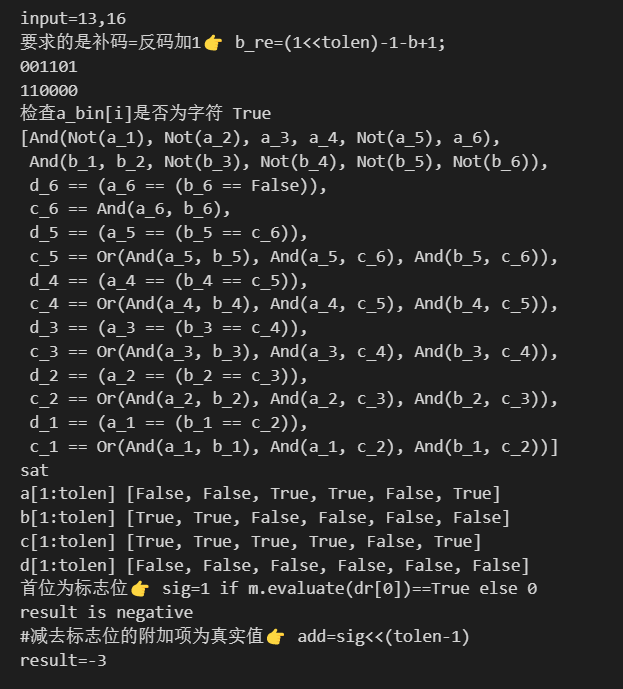 input=13,16
要求的是补码=反码加1👉 b_re=(1<<tolen)-1-b+1;
001101
110000
检查a_bin[i]是否为字符 True
[And(Not(a_1), Not(a_2), a_3, a_4, Not(a_5), a_6),
And(b_1, b_2, Not(b_3), Not(b_4), Not(b_5), Not(b_6)),
d_6 == (a_6 == (b_6 == False)),
c_6 == And(a_6, b_6),
d_5 == (a_5 == (b_5 == c_6)),
c_5 == Or(And(a_5, b_5), And(a_5, c_6), And(b_5, c_6)),
d_4 == (a_4 == (b_4 == c_5)),
c_4 == Or(And(a_4, b_4), And(a_4, c_5), And(b_4, c_5)),
d_3 == (a_3 == (b_3 == c_4)),
c_3 == Or(And(a_3, b_3), And(a_3, c_4), And(b_3, c_4)),
d_2 == (a_2 == (b_2 == c_3)),
c_2 == Or(And(a_2, b_2), And(a_2, c_3), And(b_2, c_3)),
d_1 == (a_1 == (b_1 == c_2)),
c_1 == Or(And(a_1, b_1), And(a_1, c_2), And(b_1, c_2))]
sat
a[1:tolen] [False, False, True, True, False, True]
b[1:tolen] [True, True, False, False, False, False]
c[1:tolen] [True, True, True, True, False, True]
d[1:tolen] [False, False, False, False, False, False]
首位为标志位👉 sig=1 if m.evaluate(dr[0])==True else 0
result is negative
#减去标志位的附加项为真实值👉 add=sig<<(tolen-1)
result=-3